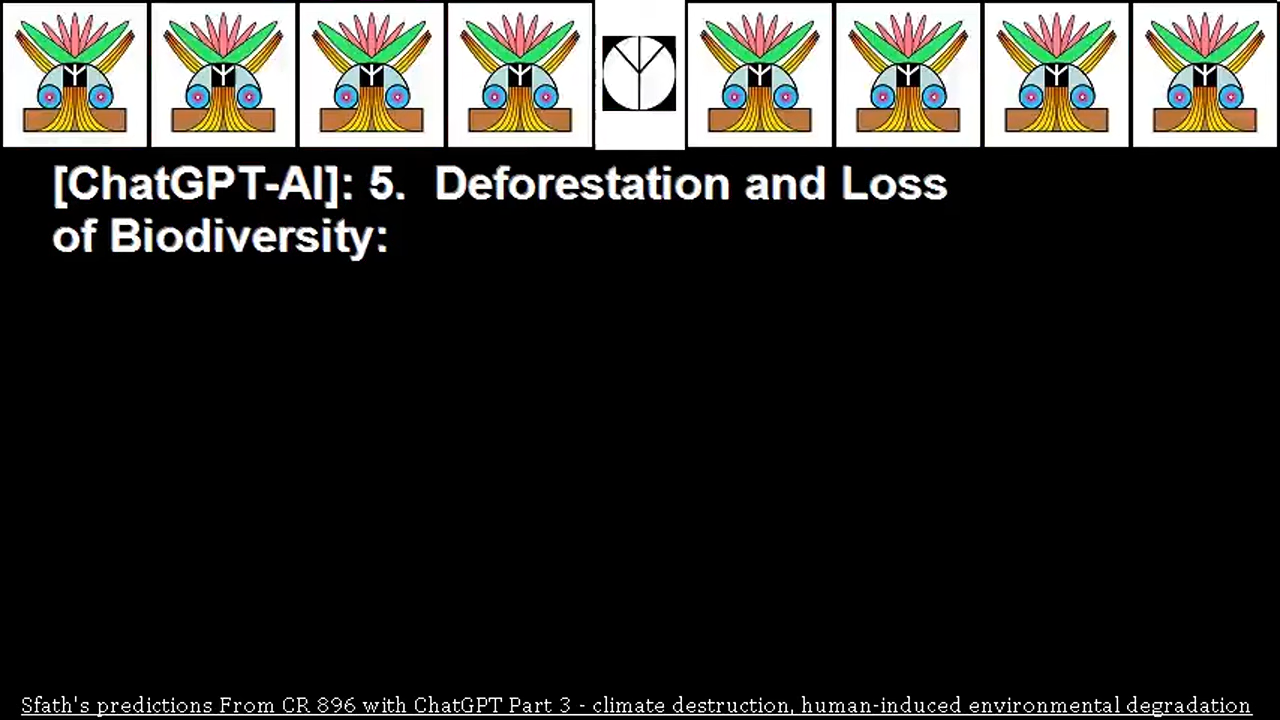 [ChatGPT-AI]: 5.  Deforestation and Loss
of Biodiversity:
Sfath's predictions From CR 896 with ChatGPT Part 3 - climate destruction, human-induced environmental degradation